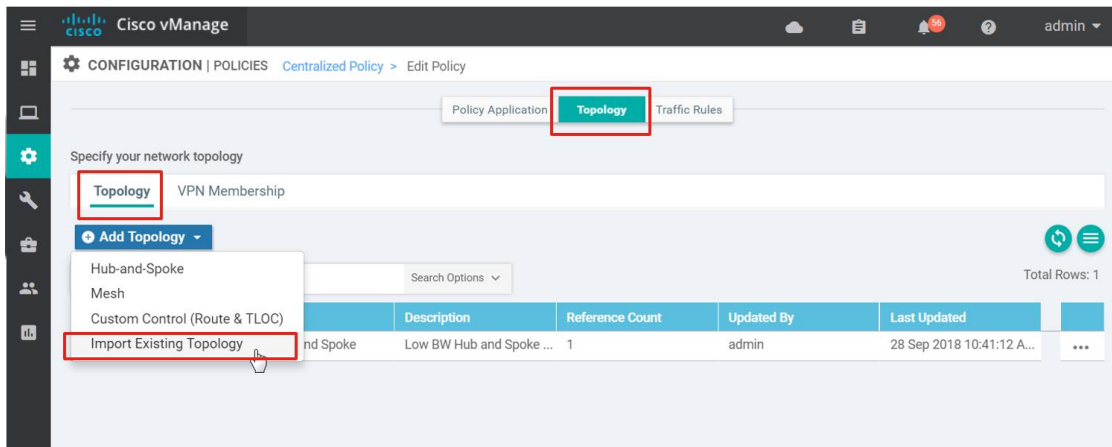 CISCO Cisco vManage 56 admin
CONFIGURATION | POLICIES Centralized Policy > Edit Policy
Policy Application Topology Traffic Rules
Specify your network topology
Topology VPN Membership
Add Topology
Hub-and-Spoke
Search Options
Total Rows: 1
Mesh
Custom Control (Route & TLOC)
Description Reference Count Updated By Last Updated
Import Existing Topology
nd Spoke Low BW Hub and Spoke ... 1 admin 28 Sep 2018 10:41:12 A... •••